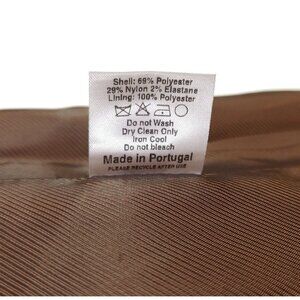 Shell: 69% Polyester
29% Nylon 2% Elastane
Lining: 100% Polyester
Do not Wash
Dry Clean Only
Iron Cool
Do not bleach
Made in Portugal
PLEASE RECYCLE AFTER USE